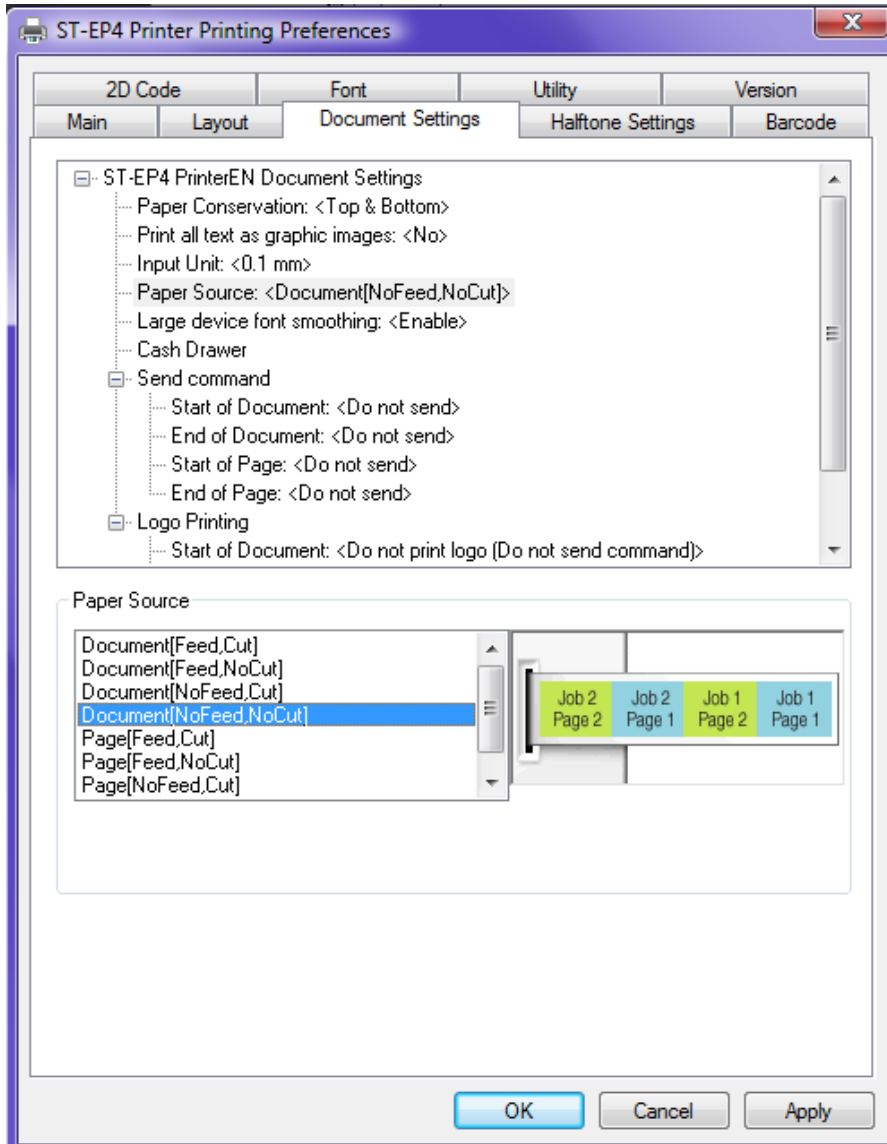 ST-EP4 Printer Printing Preferences
2D Code Font Utility Version
Main Layout Document Settings Halftone Settings Barcode
ST-EP4 PrinterEN Document Settings
Paper Conservation: <Top & Bottom>
Print all text as graphic images: <No>
Input Unit: <0.1 mm>
Paper Source: <Document[NoFeed,NoCut]>
Large device font smoothing: <Enable>
Cash Drawer
Send command
Start of Document: <Do not send>
End of Document: <Do not send>
Start of Page: <Do not send>
End of Page: <Do not send>
Logo Printing
Start of Document: <Do not print logo (Do not send command)>
Paper Source
Document[Feed,Cut]
Document[Feed,NoCut]
Document[NoFeed,Cut]
Document[NoFeed,NoCut]
Page[Feed,Cut]
Page[Feed,NoCut]
Page[NoFeed,Cut]
Job 2 Job 2 Job 1 Job 1
Page 2 Page 1 Page 2 Page 1
OK Cancel Apply